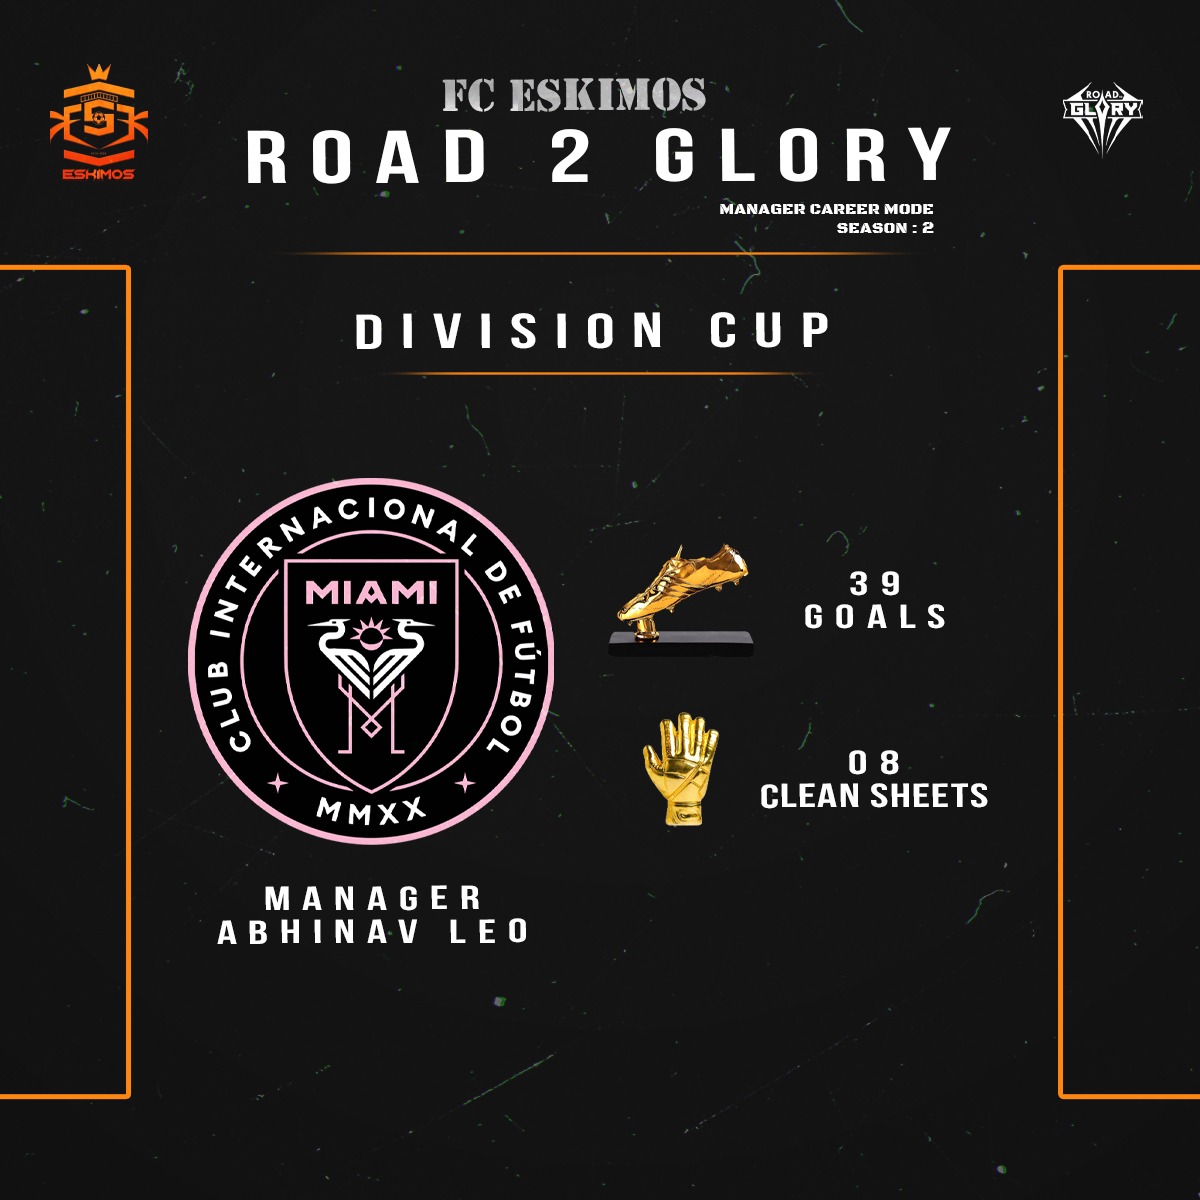 FC ESKIMOS
ROAD 2 GLORY
MANAGER CAREER MODE
SEASON : 2
ESKIMOS
ROAD
GLORY
DIVISION CUP
CLUB INTERNACIONAL DE FÚTBOL
MIAMI
MMXX
39
GOALS
08
CLEAN SHEETS
MANAGER
ABHINAV LEO